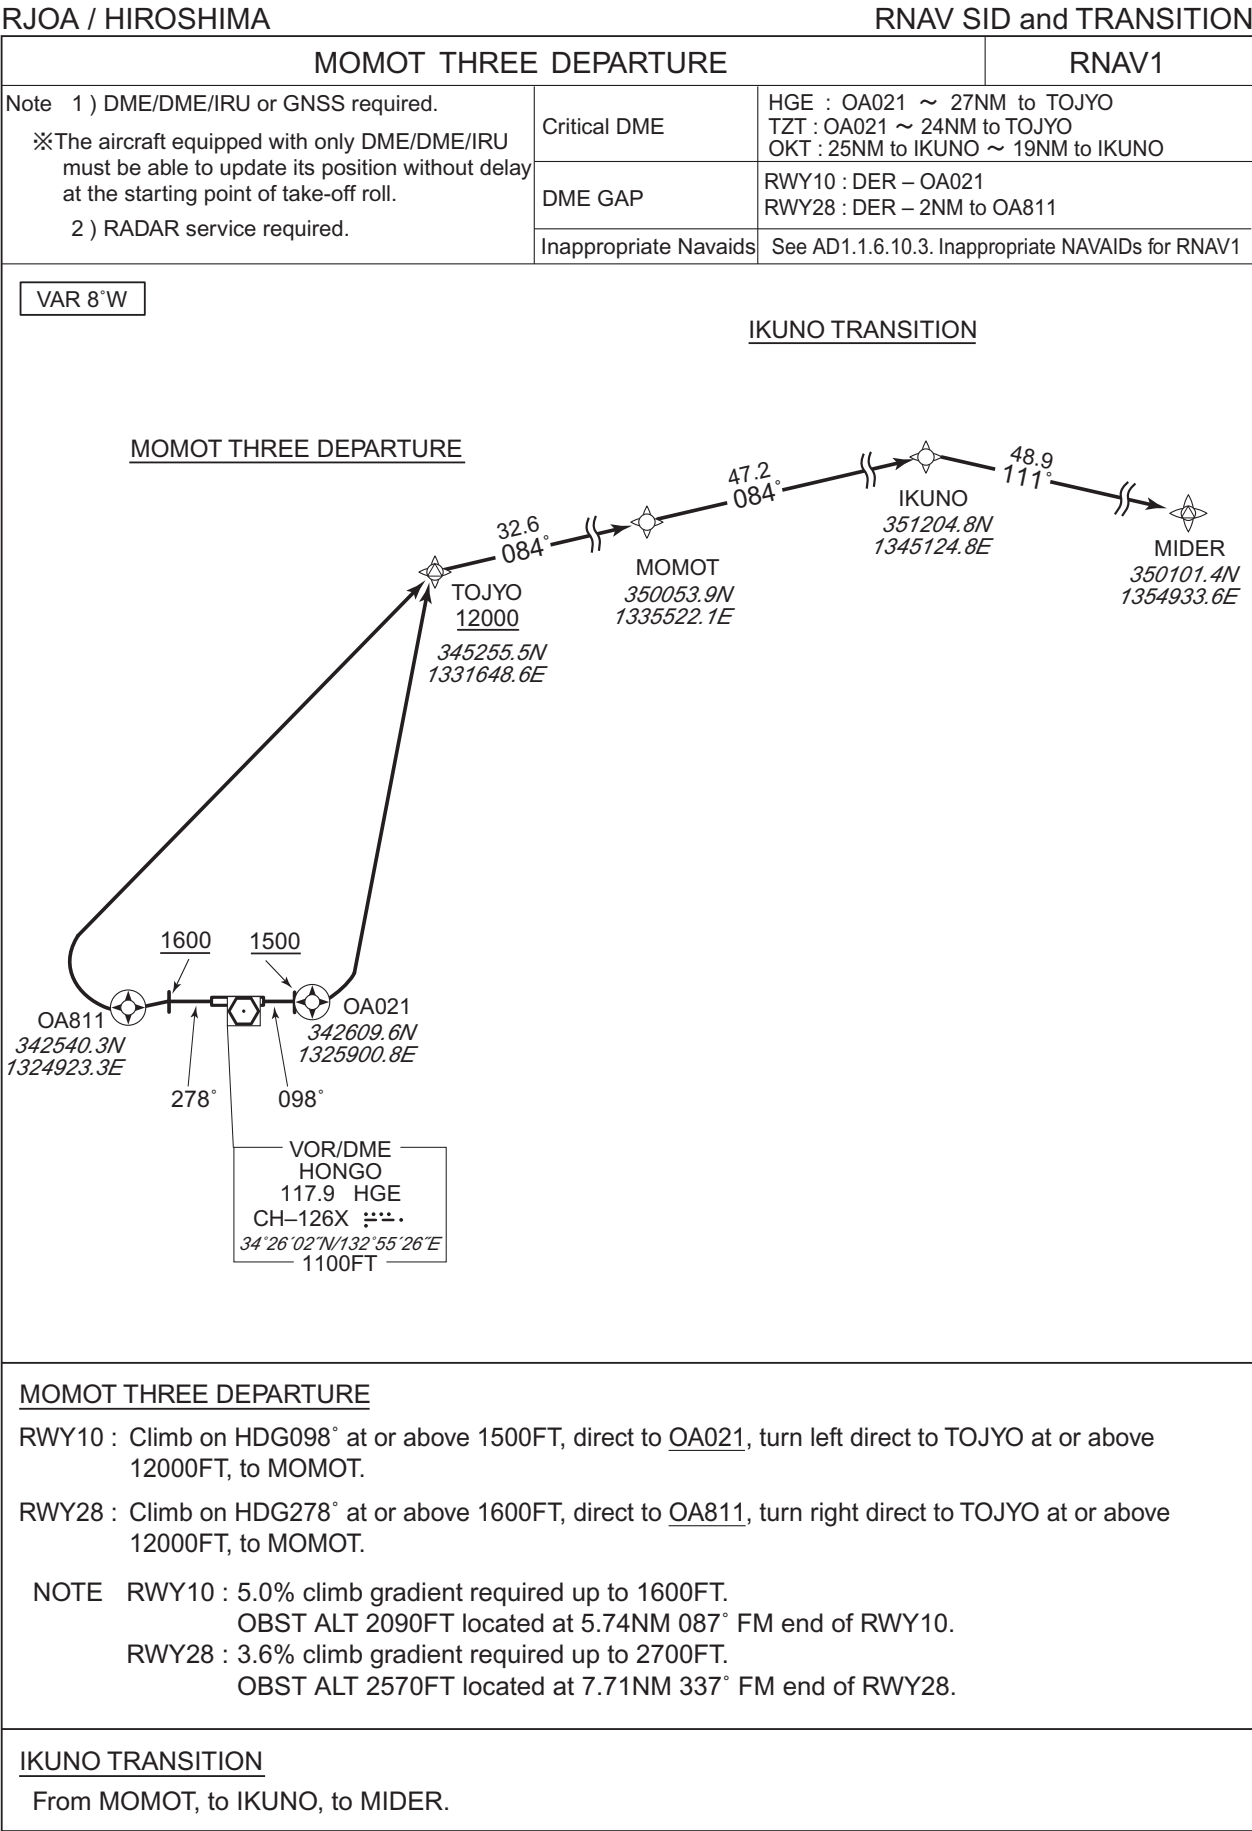 RJOA / HIROSHIMA
RNAV SID and TRANSITION
MOMOT THREE DEPARTURE
RNAV1
Note 1 ) DME/DME/IRU or GNSS required.
※The aircraft equipped with only DME/DME/IRU
must be able to update its position without delay
at the starting point of take-off roll.
2 ) RADAR service required.
Critical DME
HGE : OA021 ～ 27NM to TOJYO
TZT : OA021 ～ 24NM to TOJYO
OKT : 25NM to IKUNO ～ 19NM to IKUNO
DME GAP
RWY10 : DER – OA021
RWY28 : DER – 2NM to OA811
Inappropriate Navaids
See AD1.1.6.10.3. Inappropriate NAVAIDs for RNAV1
VAR 8˚W
IKUNO TRANSITION
MOMOT THREE DEPARTURE
32.6
084˚
47.2
084˚
48.9
111˚
IKUNO
351204.8N
1345124.8E
MIDER
350101.4N
1354933.6E
MOMOT
350053.9N
1335522.1E
TOJYO
12000
345255.5N
1331648.6E
1600
1500
OA811
342540.3N
1324923.3E
OA021
342609.6N
1325900.8E
278˚
098˚
VOR/DME
HONGO
117.9 HGE
CH–126X
34˚26´02˝N/132˚55´26˝E
1100FT
MOMOT THREE DEPARTURE
RWY10 : Climb on HDG098˚ at or above 1500FT, direct to OA021, turn left direct to TOJYO at or above
12000FT, to MOMOT.
RWY28 : Climb on HDG278˚ at or above 1600FT, direct to OA811, turn right direct to TOJYO at or above
12000FT, to MOMOT.
NOTE RWY10 : 5.0% climb gradient required up to 1600FT.
OBST ALT 2090FT located at 5.74NM 087˚ FM end of RWY10.
RWY28 : 3.6% climb gradient required up to 2700FT.
OBST ALT 2570FT located at 7.71NM 337˚ FM end of RWY28.
IKUNO TRANSITION
From MOMOT, to IKUNO, to MIDER.